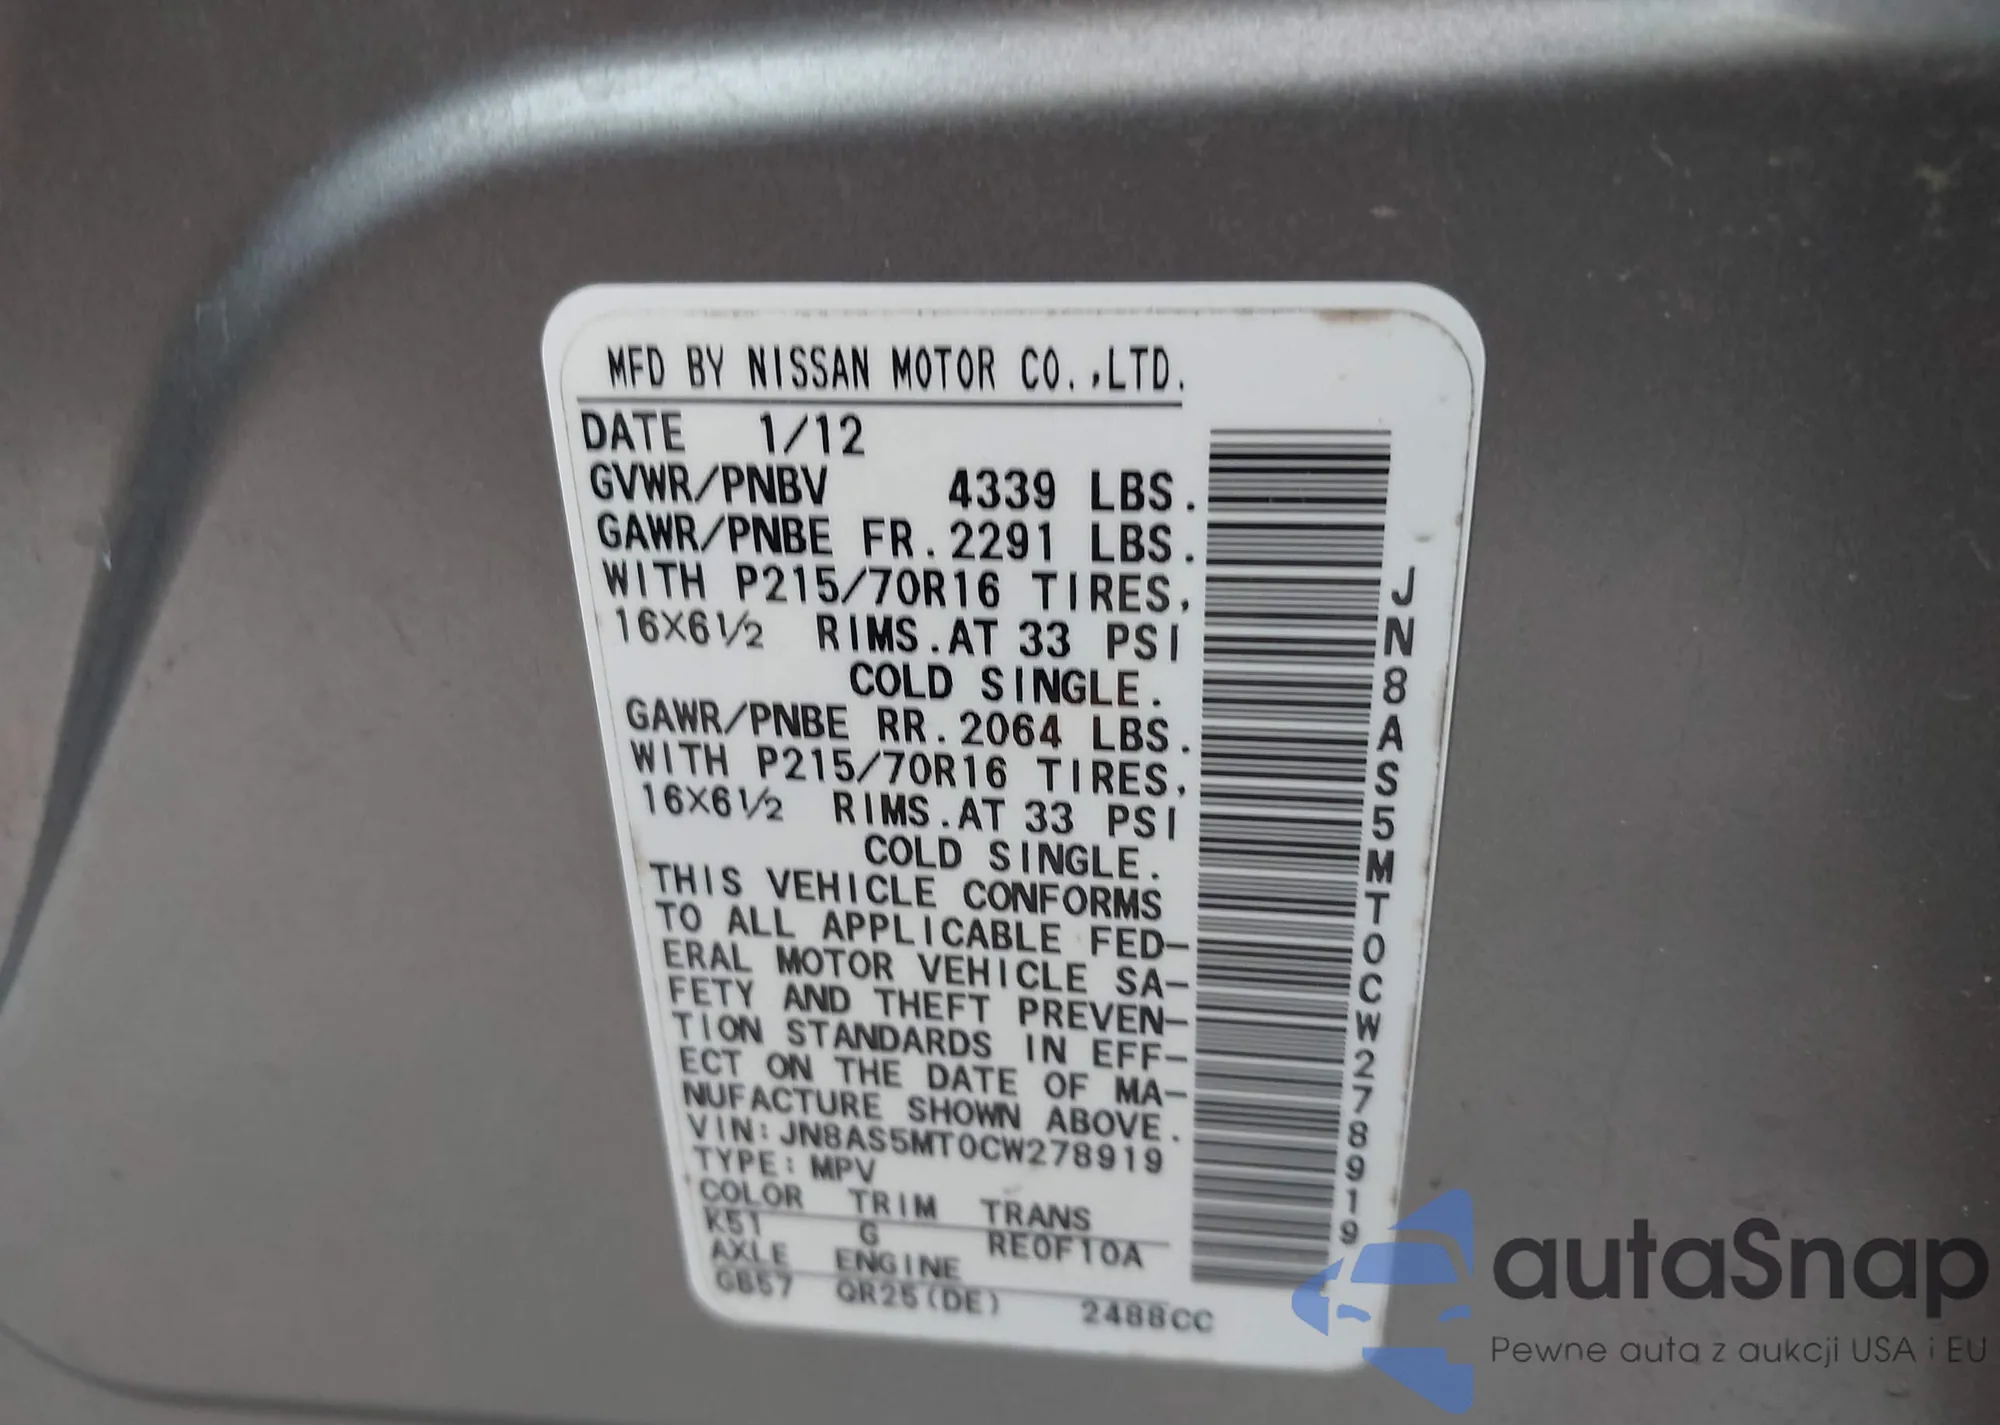 MFD BY NISSAN MOTOR CO.,LTD.
DATE 1/12
GVWR/PNBV 4339 LBS.
GAWR/PNBE FR.2291 LBS.
WITH P215/70R16 TIRES,
16X6½ RIMS.AT 33 PSI
COLD SINGLE.
GAWR/PNBE RR.2064 LBS.
WITH P215/70R16 TIRES,
16X6½ RIMS.AT 33 PSI
COLD SINGLE.
THIS VEHICLE CONFORMS
TO ALL APPLICABLE FED-
ERAL MOTOR VEHICLE SA-
FETY AND THEFT PREVEN-
TION STANDARDS IN EFF-
ECT ON THE DATE OF MA-
NUFACTURE SHOWN ABOVE.
VIN:JN8AS5MT0CW278919
TYPE:MPV
COLOR TRIM TRANS
K51 G RE0F10A
AXLE ENGINE
GB57 QR25(DE) 2488CC
JN8AS5MT0CW278919
autaSnap
Pewne auta z aukcji USA i EU